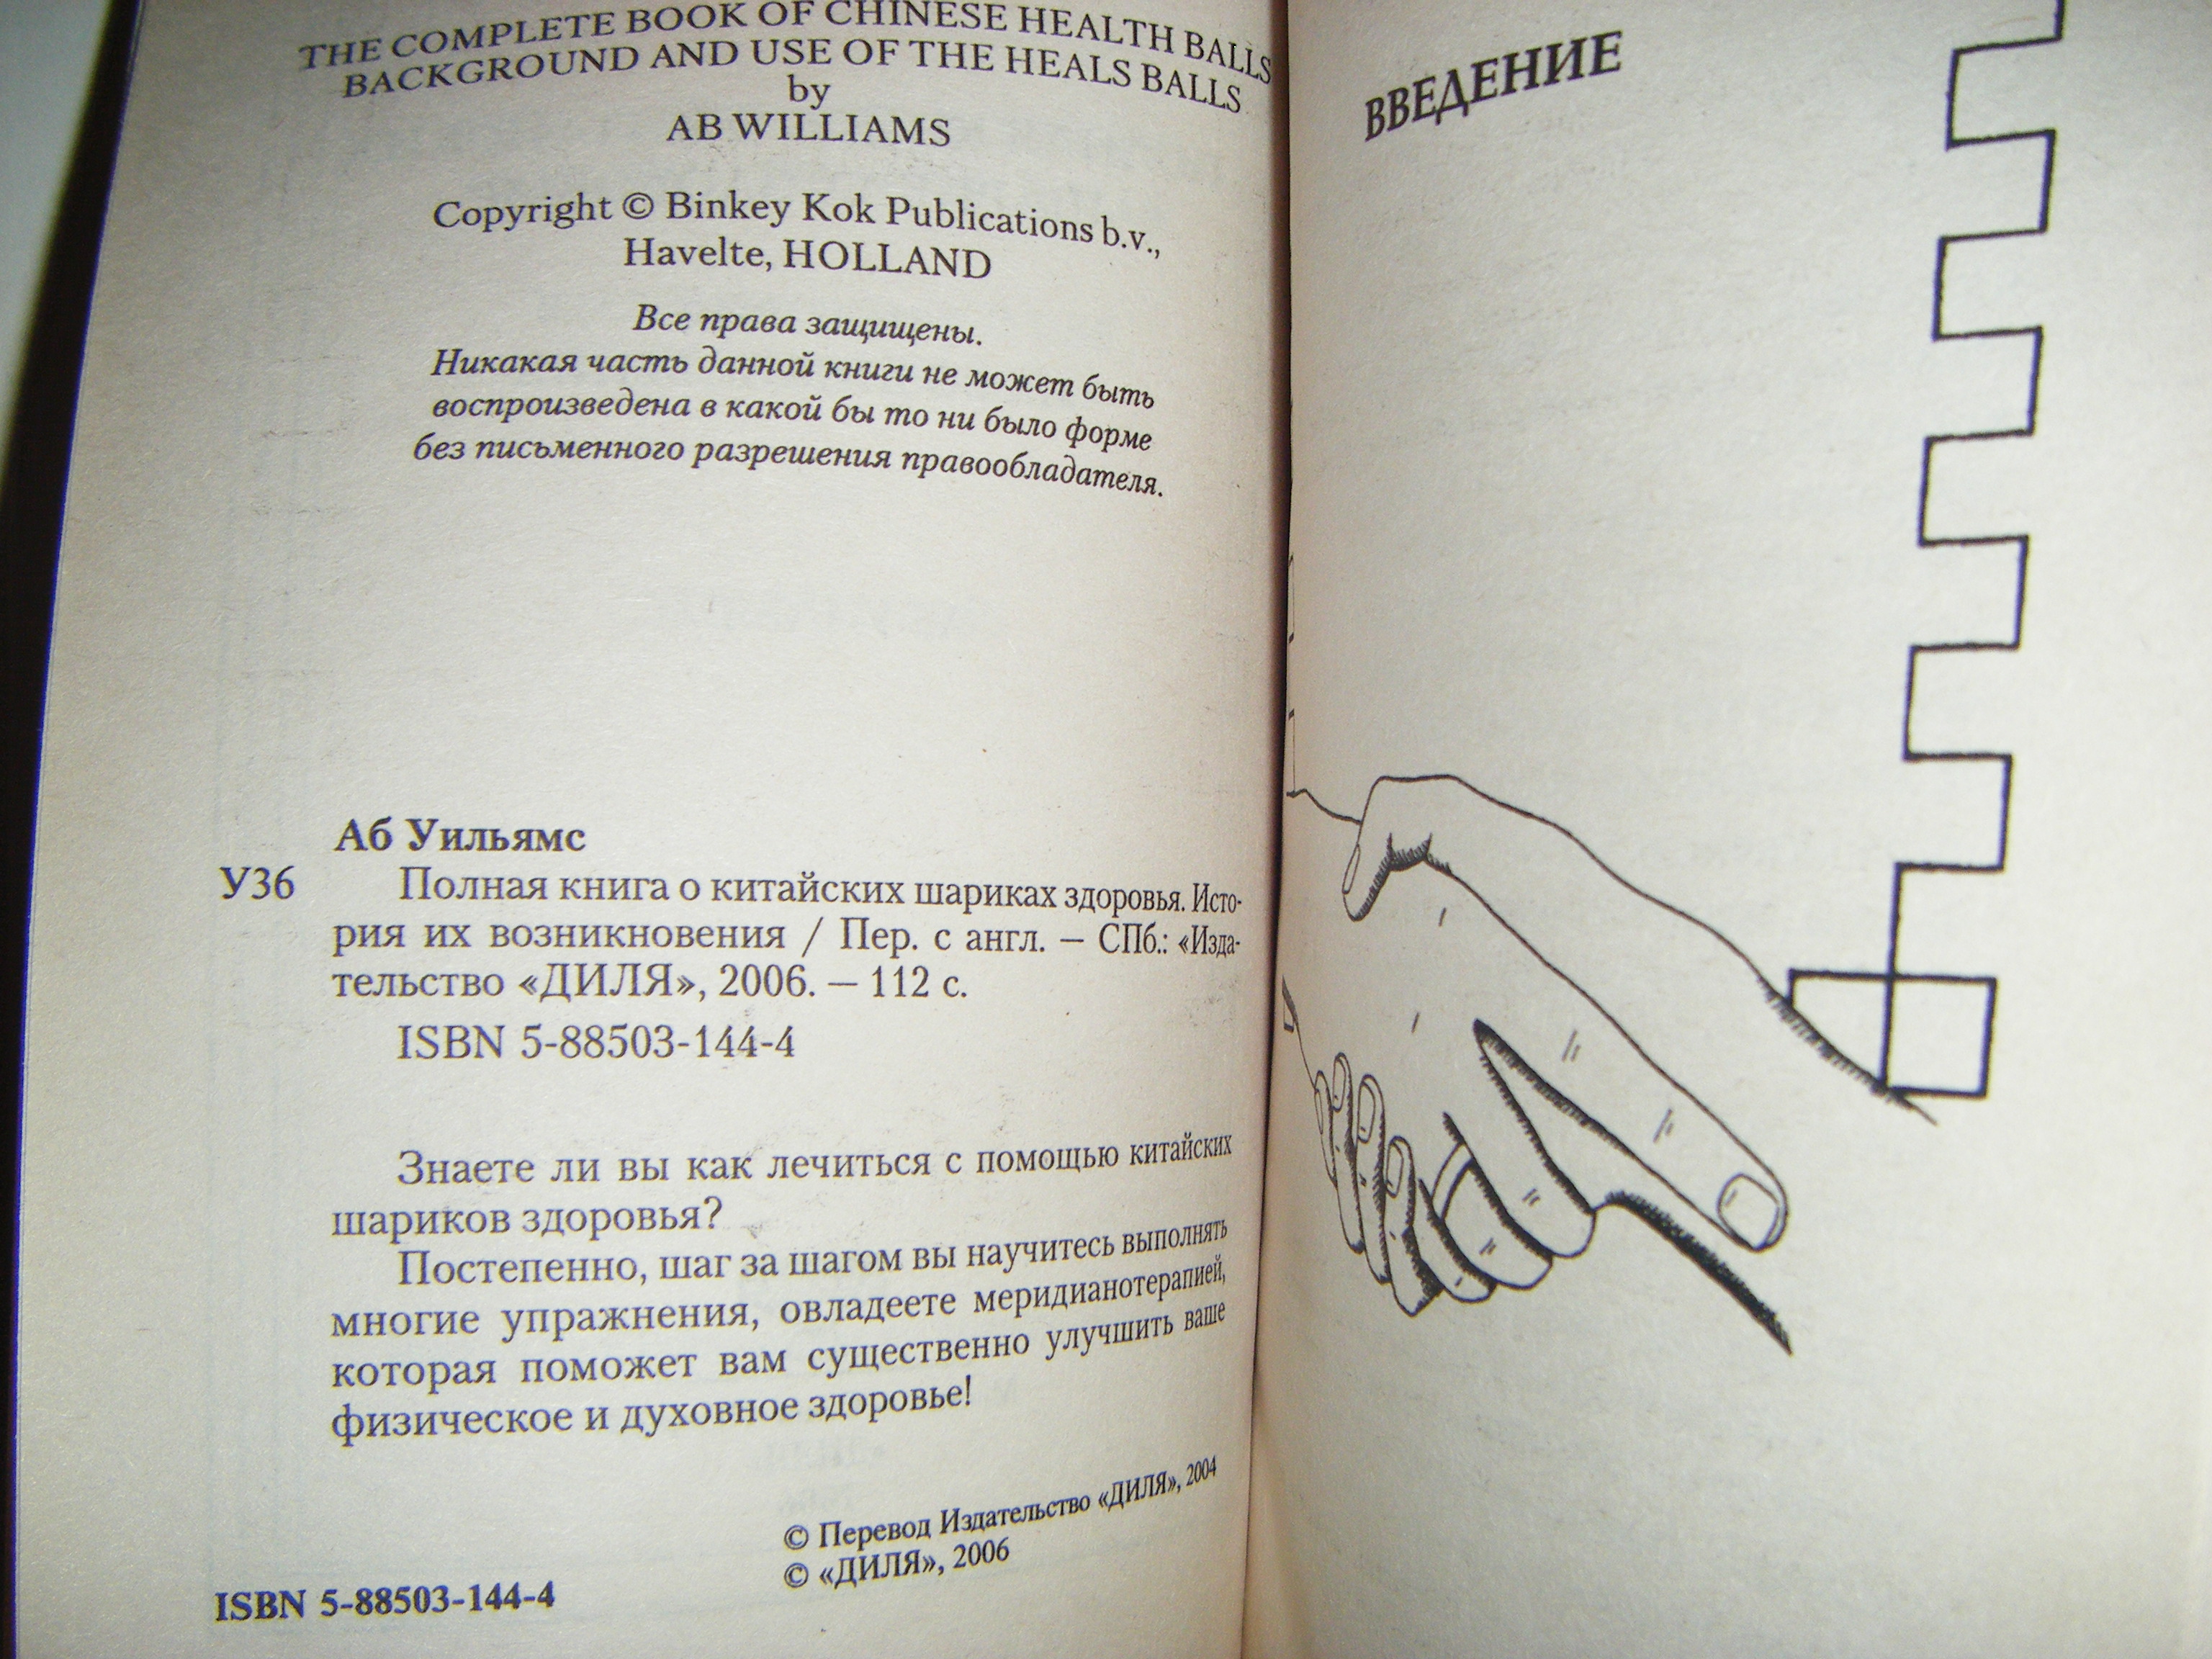 THE COMPLETE BOOK OF CHINESE HEALTH BALLS
BACKGROUND AND USE OF THE HEALS BALLS
by
AB WILLIAMS
Copyright © Binkey Kok Publications b.v.,
Havelte, HOLLAND
Все права защищены.
Никакая часть данной книги не может быть
воспроизведена в какой бы то ни было форме
без письменного разрешения правообладателя.
Аб Уильямс
У36 Полная книга о китайских шариках здоровья. Исто-
рия их возникновения / Пер. с англ. — СПб.: «Изда-
тельство «ДИЛЯ», 2006. — 112 с.
ISBN 5-88503-144-4
Знаете ли вы как лечиться с помощью китайских
шариков здоровья?
Постепенно, шаг за шагом вы научитесь выполнять
многие упражнения, овладеете меридианотерапией,
которая поможет вам существенно улучшить ваше
физическое и духовное здоровье!
© Перевод Издательство «ДИЛЯ», 2004
© «ДИЛЯ», 2006
ISBN 5-88503-144-4
ВВЕДЕНИЕ